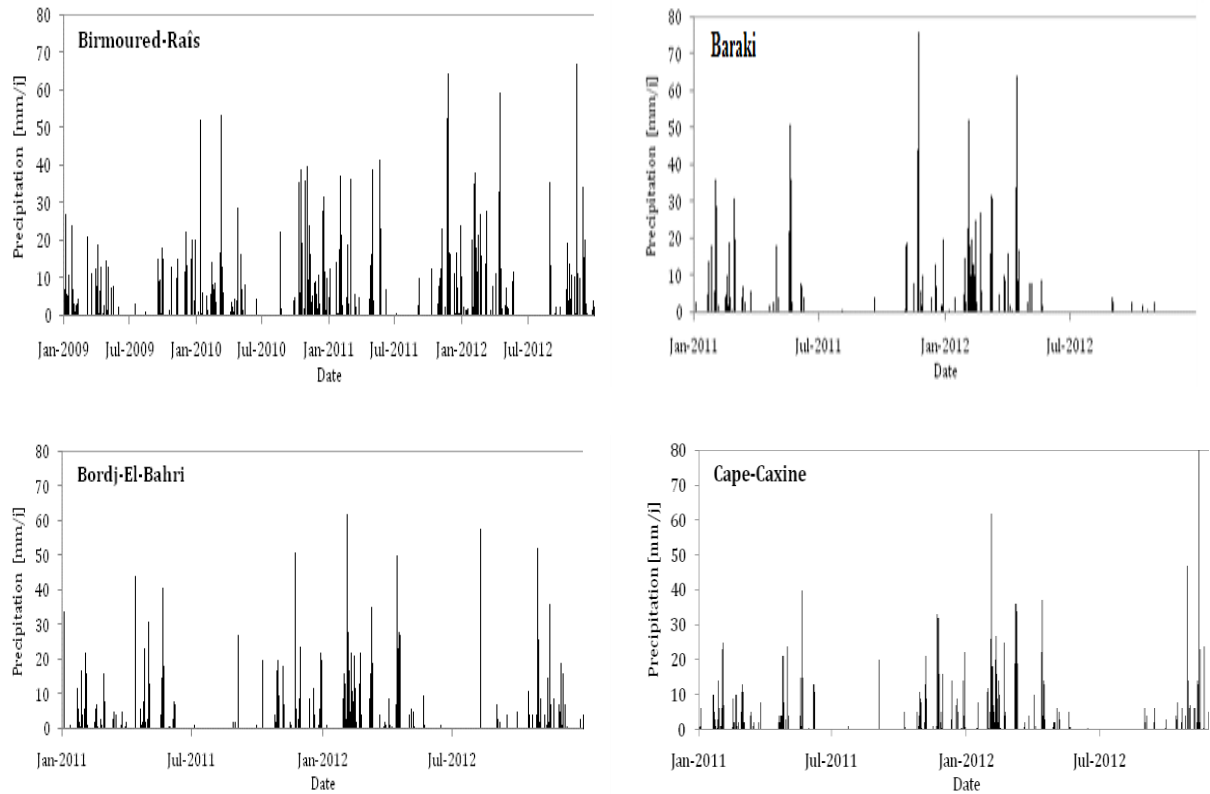 Birmoured-Raîs
Precipitation [mm/j]
80
70
60
50
40
30
20
10
0
Jan-2009 Jul-2009 Jan-2010 Jul-2010 Jan-2011 Jul-2011 Jan-2012 Jul-2012
Date
Baraki
Precipitation [mm/j]
80
70
60
50
40
30
20
10
0
Jan-2011 Jul-2011 Jan-2012 Jul-2012
Date
Bordj-El-Bahri
Precipitation [mm/j]
80
70
60
50
40
30
20
10
0
Jan-2011 Jul-2011 Jan-2012 Jul-2012
Date
Cape-Caxine
Precipitation [mm/j]
80
70
60
50
40
30
20
10
0
Jan-2011 Jul-2011 Jan-2012 Jul-2012
Date